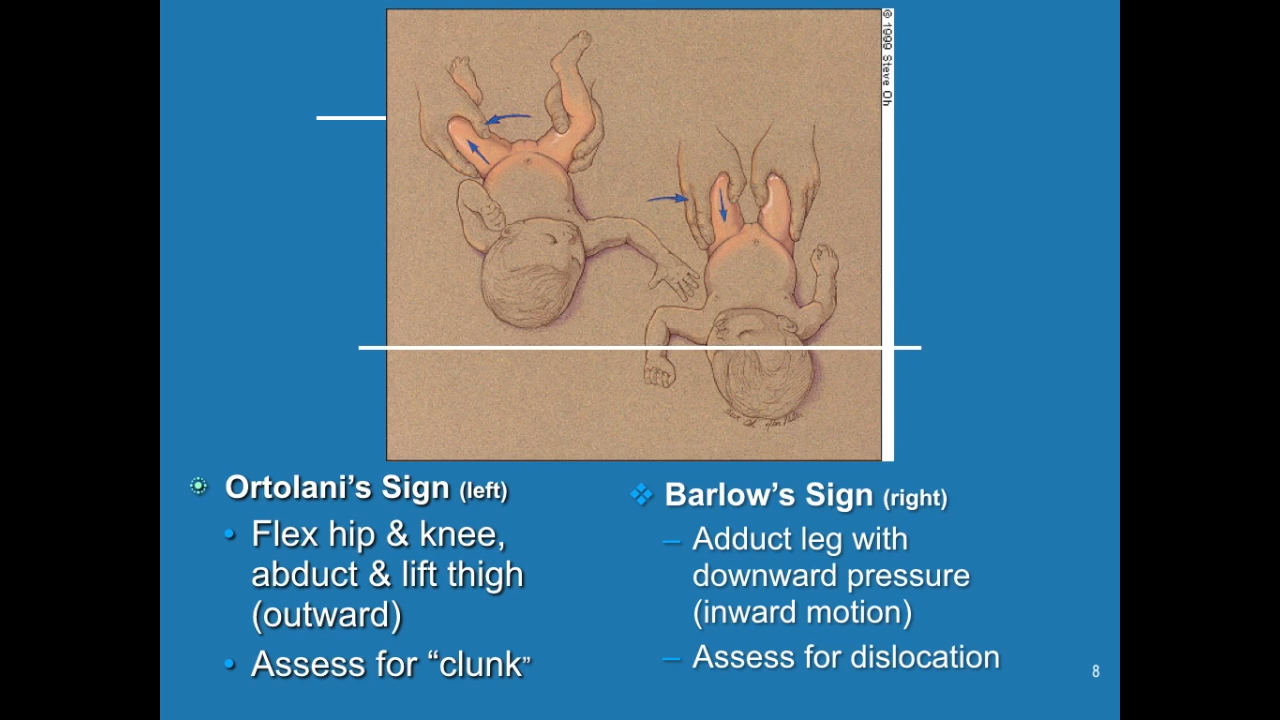 © 1999 Steve Oh
Ortolani’s Sign (left)
• Flex hip & knee,
abduct & lift thigh
(outward)
• Assess for “clunk”
❖ Barlow’s Sign (right)
– Adduct leg with
downward pressure
(inward motion)
– Assess for dislocation
8